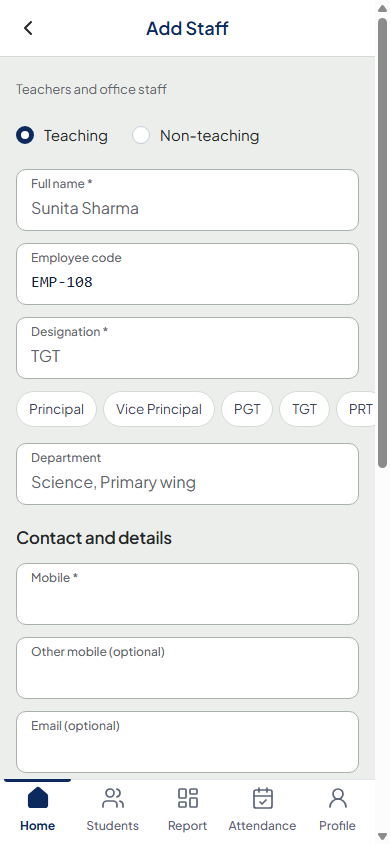 Add Staff
Teachers and office staff
Teaching
Non-teaching
Full name *
Sunita Sharma
Employee code
EMP-108
Designation *
TGT
Principal
Vice Principal
PGT
TGT
PRT
Department
Science, Primary wing
Contact and details
Mobile *
Other mobile (optional)
Email (optional)
Home
Students
Report
Attendance
Profile